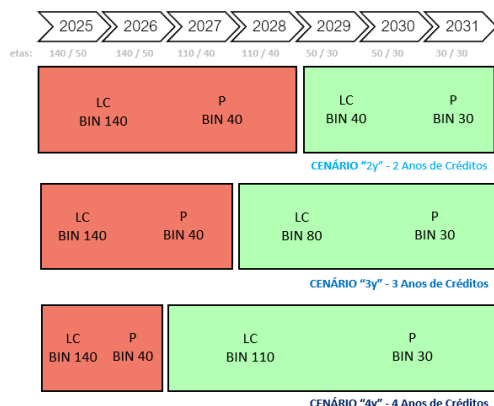 2025 2026 2027 2028 2029 2030 2031
etas: 140 / 50 140 / 50 110 / 40 110 / 40 50 / 30 50 / 30 30 / 30
LC P LC P
BIN 140 BIN 40 BIN 40 BIN 30
CENÁRIO “2y” - 2 Anos de Créditos
LC P LC P
BIN 140 BIN 40 BIN 80 BIN 30
CENÁRIO “3y” - 3 Anos de Créditos
LC P LC P
BIN 140 BIN 40 BIN 110 BIN 30
CENÁRIO “4y” - 4 Anos de Créditos